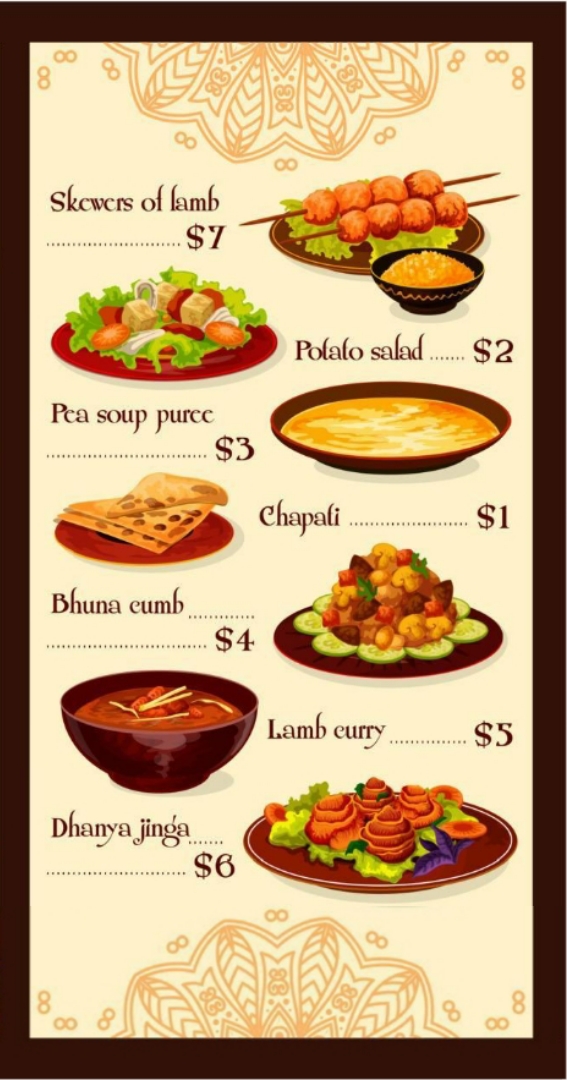 Skewers of lamb
........................ $7
Potato salad ....... $2
Pea soup puree
............................ $3
Chapati ..................... $1
Bhuna cumb ............
............................ $4
Lamb curry ............. $5
Dhanya jinga ......
........................ $6